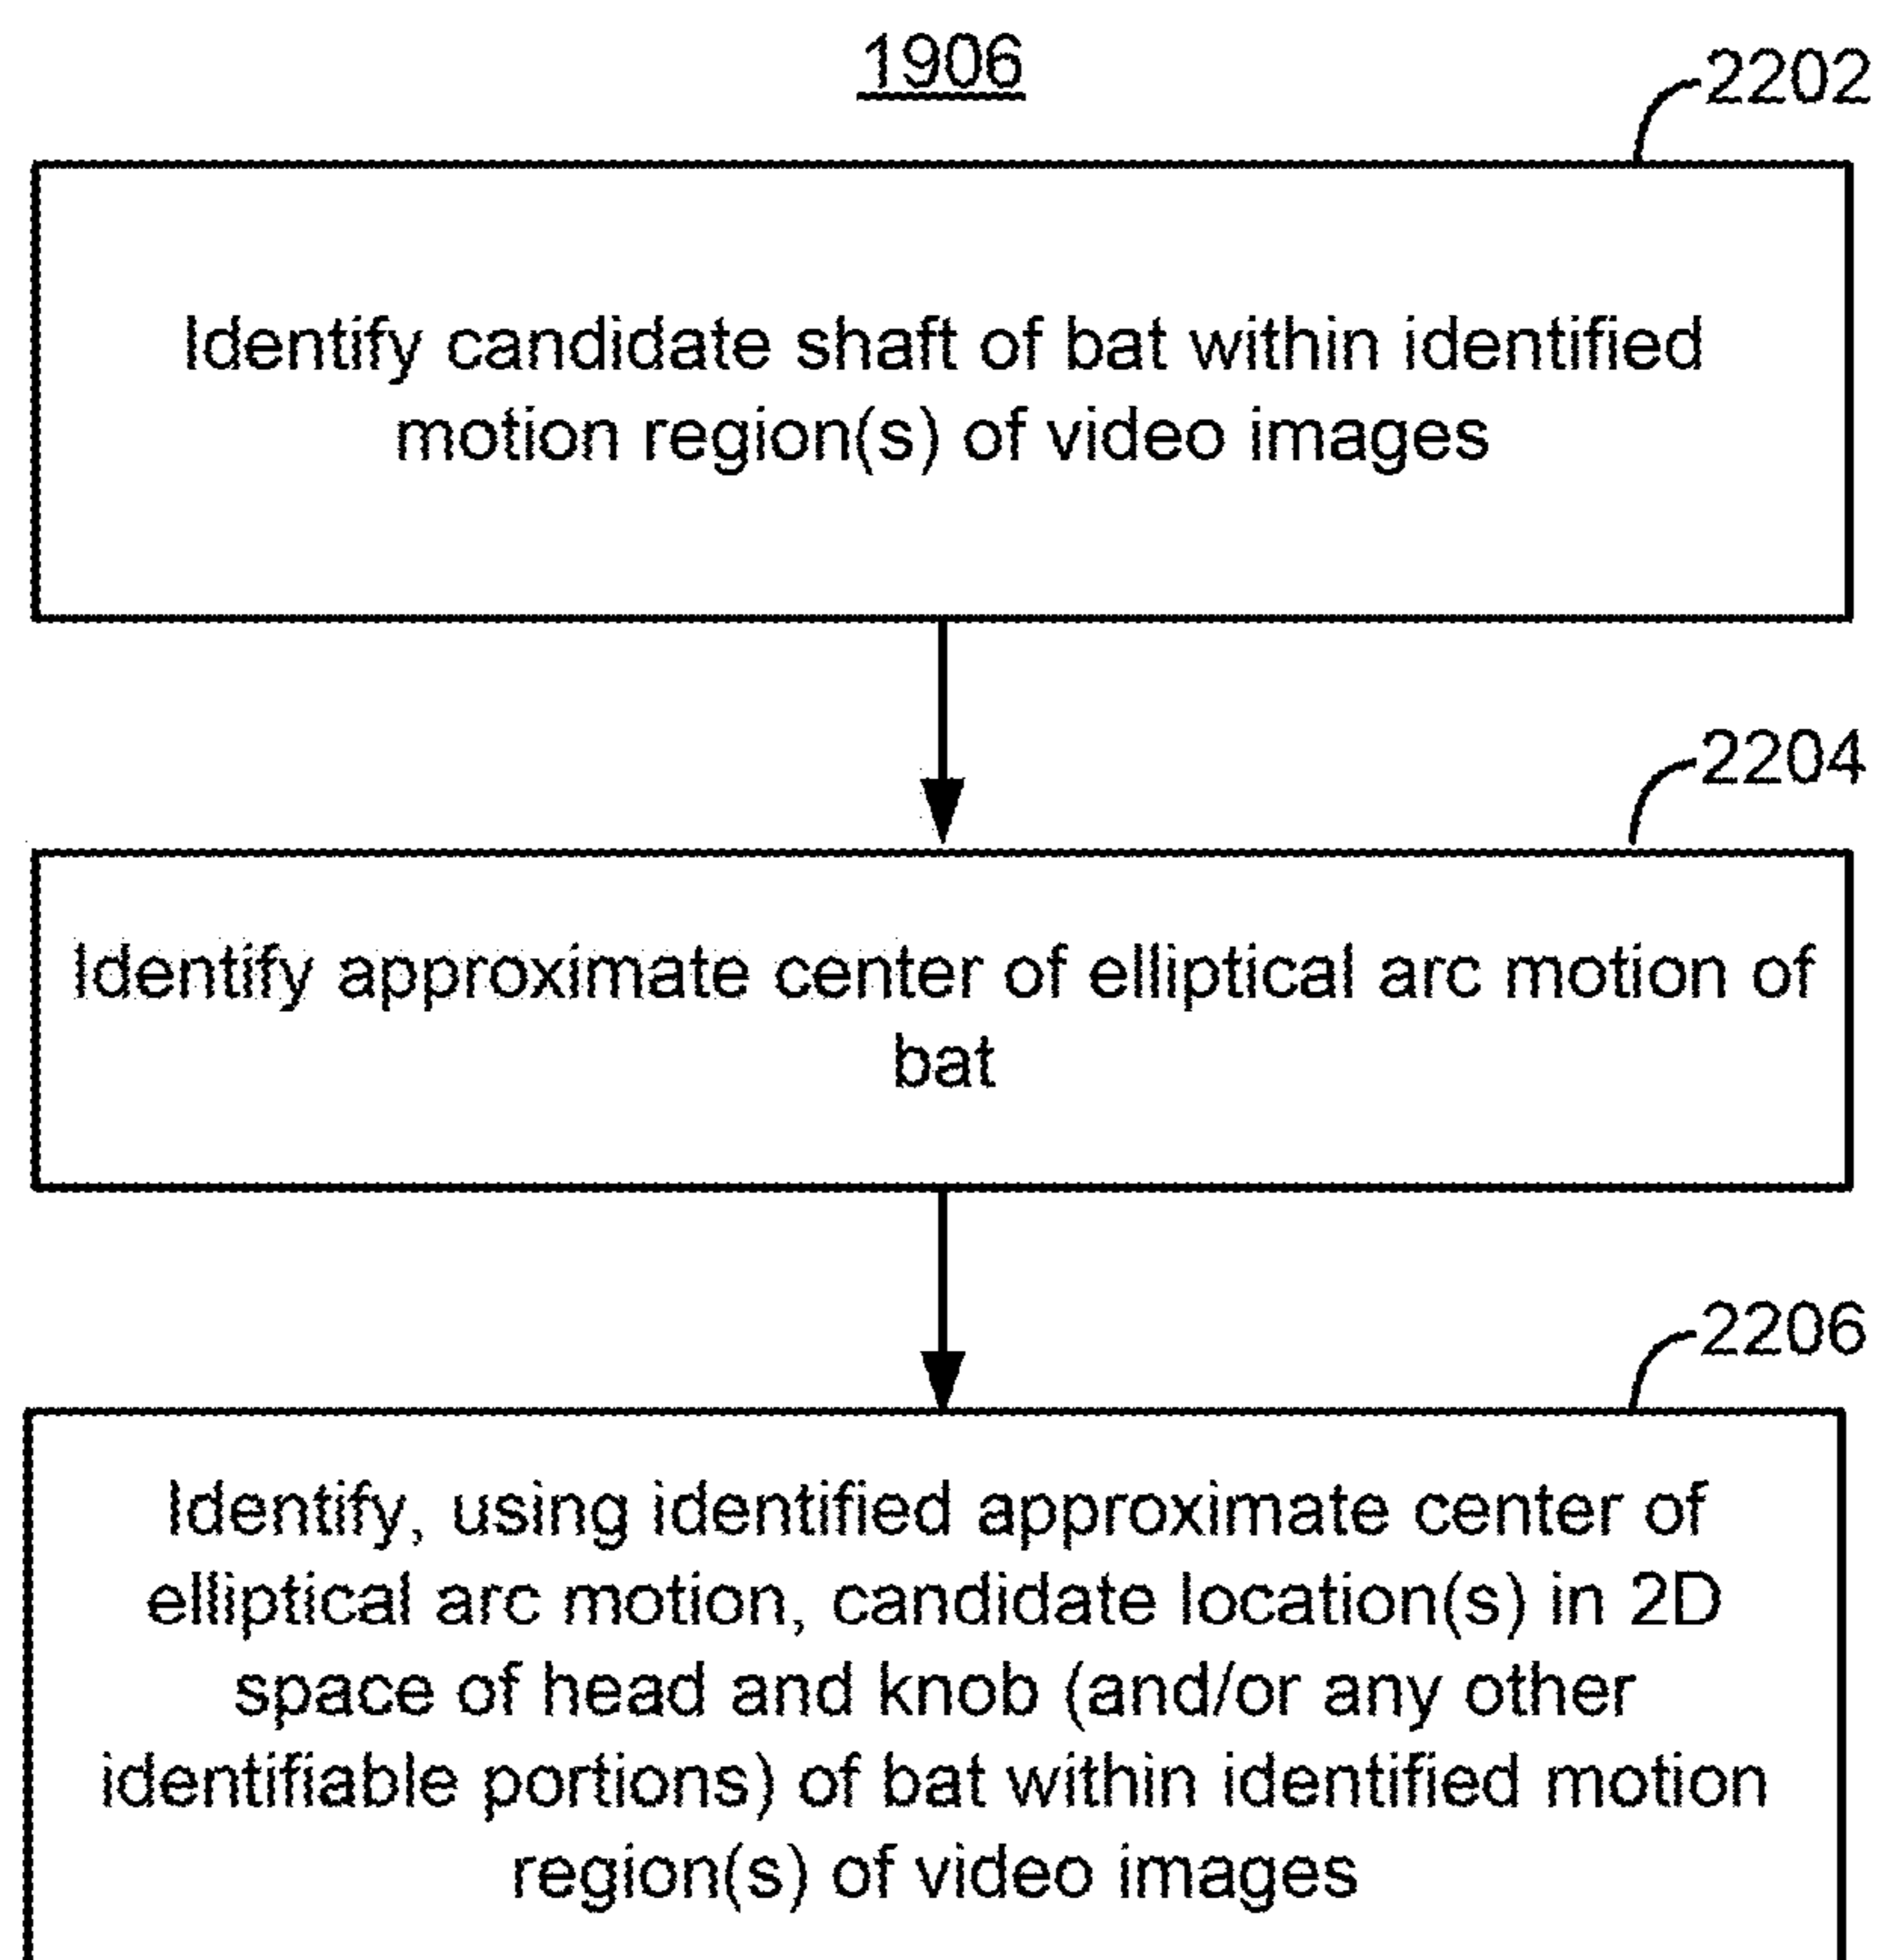 1906
2202
Identify candidate shaft of bat within identified
motion region(s) of video images
2204
Identify approximate center of elliptical arc motion of
bat
2206
Identify, using identified approximate center of
elliptical arc motion, candidate location(s) in 2D
space of head and knob (and/or any other
identifiable portions) of bat within identified motion
region(s) of video images